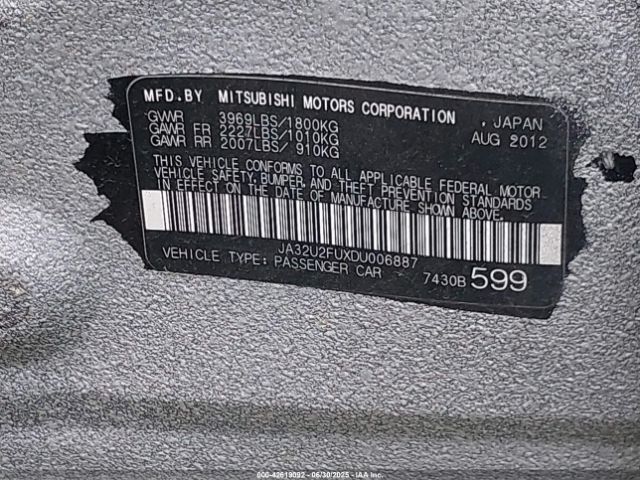 MFD.BY MITSUBISHI MOTORS CORPORATION , JAPAN
GVWR 3969LBS/1800KG AUG 2012
GAWR FR 2227LBS/1010KG
GAWR RR 2007LBS/ 910KG
THIS VEHICLE CONFORMS TO ALL APPLICABLE FEDERAL MOTOR
VEHICLE SAFETY, BUMPER, AND THEFT PREVENTION STANDARDS
IN EFFECT ON THE DATE OF MANUFACTURE SHOWN ABOVE.
JA32U2FUXDU006887
VEHICLE TYPE: PASSENGER CAR 7430B 599
000-42619092 - 06/30/2025 - IAA Inc.